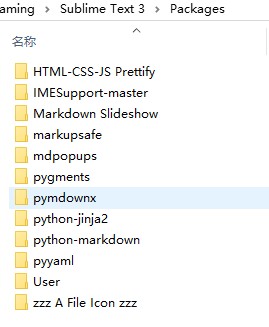 aming > Sublime Text 3 > Packages
名称
HTML-CSS-JS Prettify
IMESupport-master
Markdown Slideshow
markupsafe
mdpopups
pygments
pymdownx
python-jinja2
python-markdown
pyyaml
User
zzz A File Icon zzz